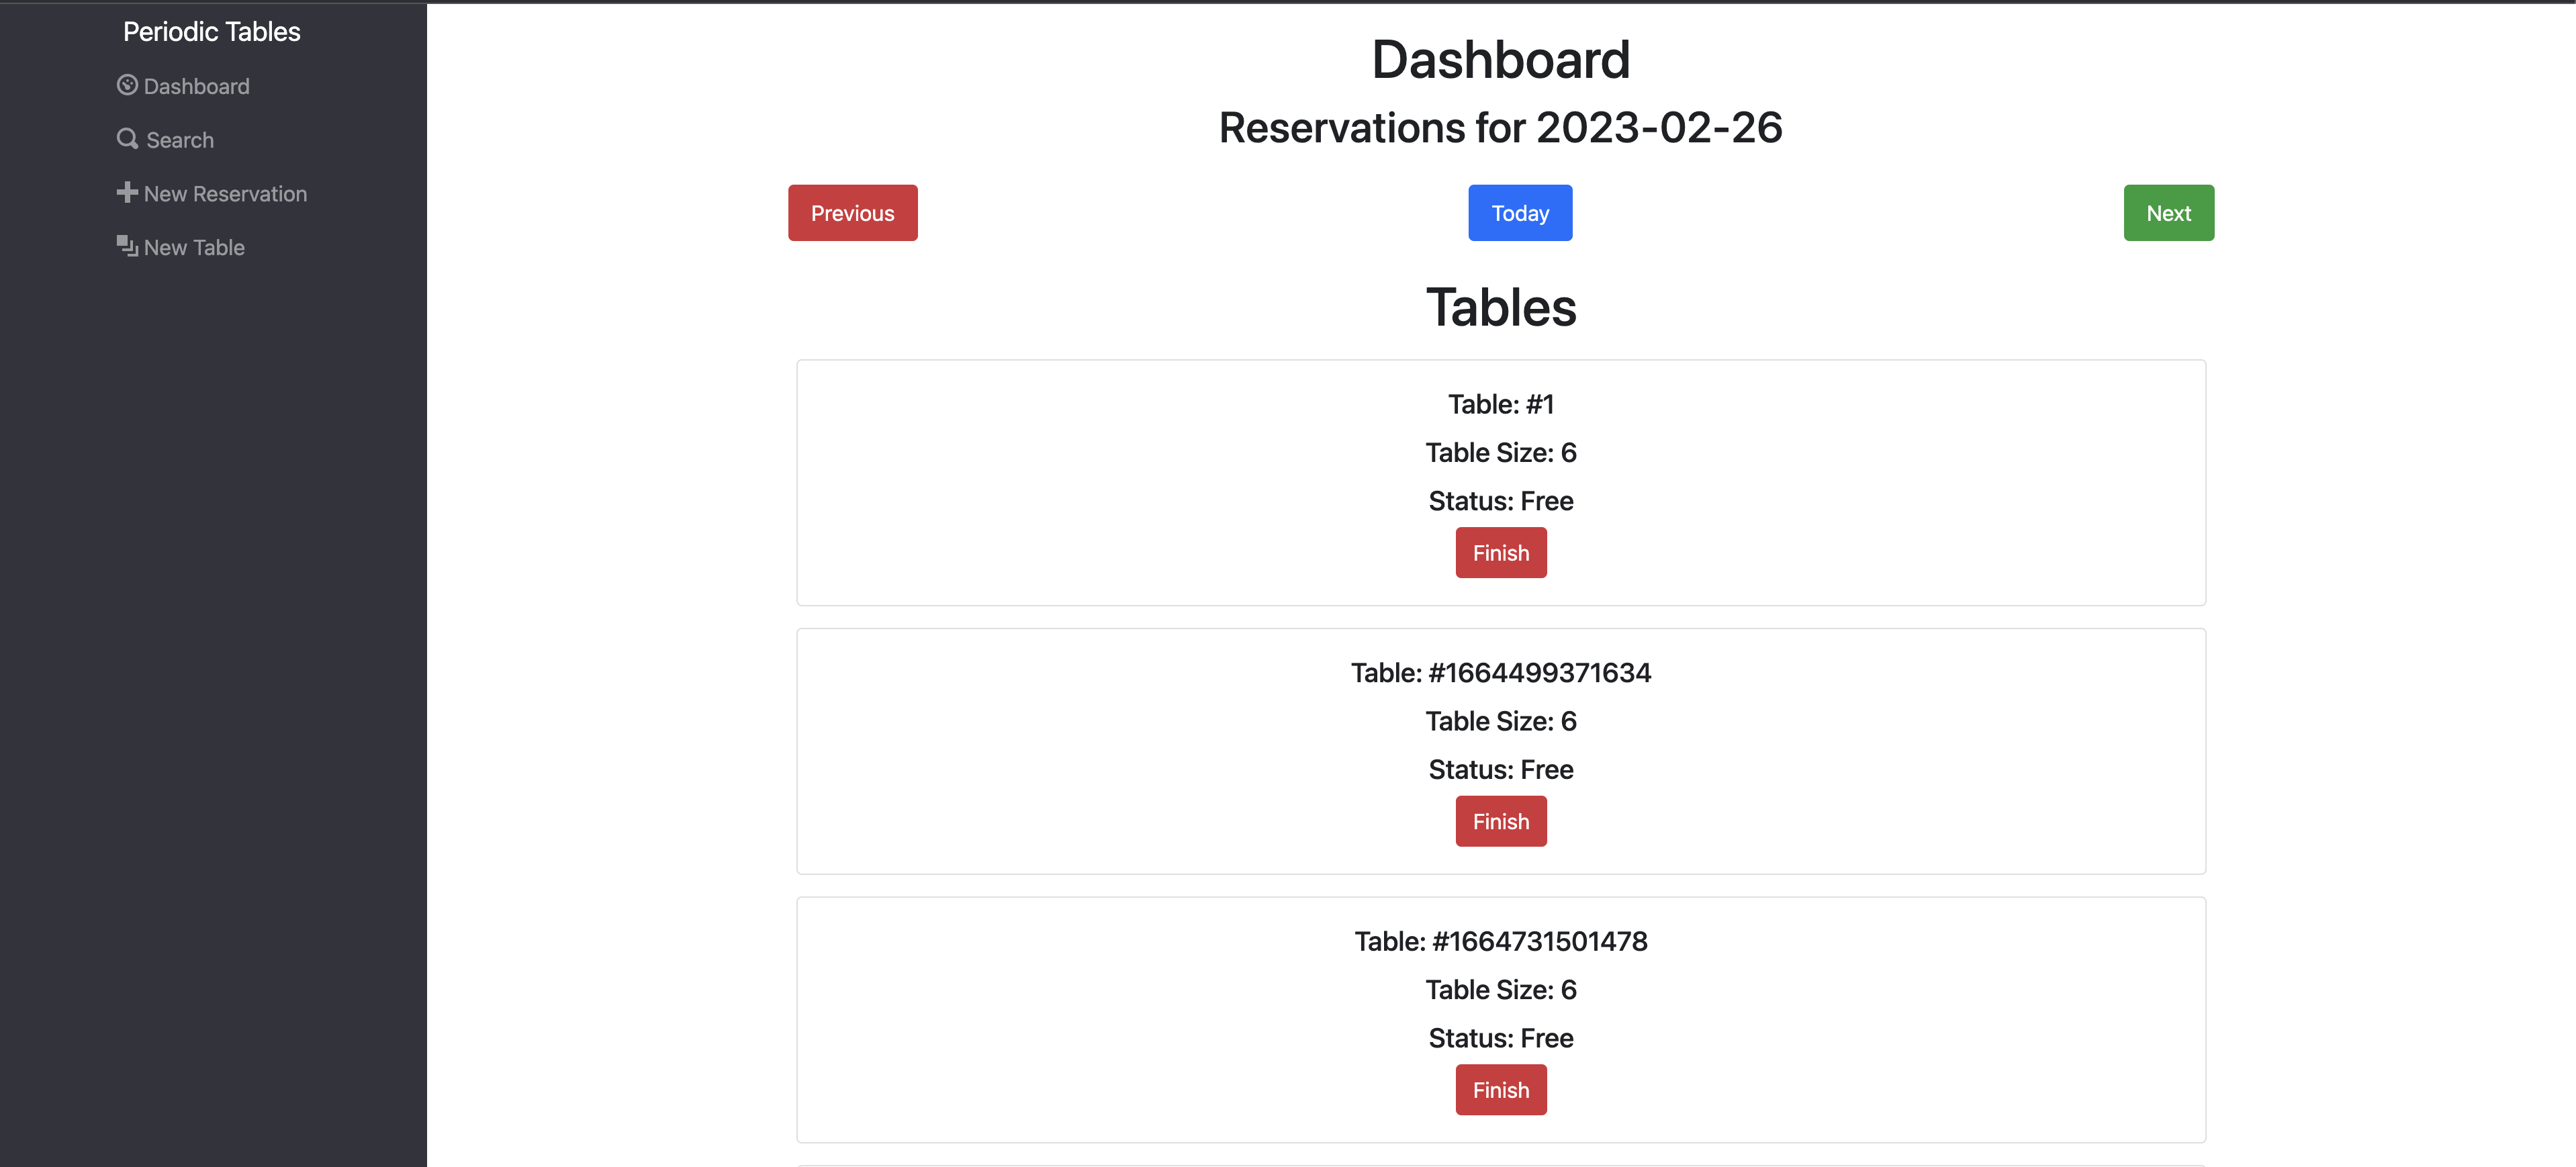 Periodic Tables
Dashboard
Search
New Reservation
New Table
Dashboard
Reservations for 2023-02-26
Previous
Today
Next
Tables
Table: #1
Table Size: 6
Status: Free
Finish
Table: #1664499371634
Table Size: 6
Status: Free
Finish
Table: #1664731501478
Table Size: 6
Status: Free
Finish